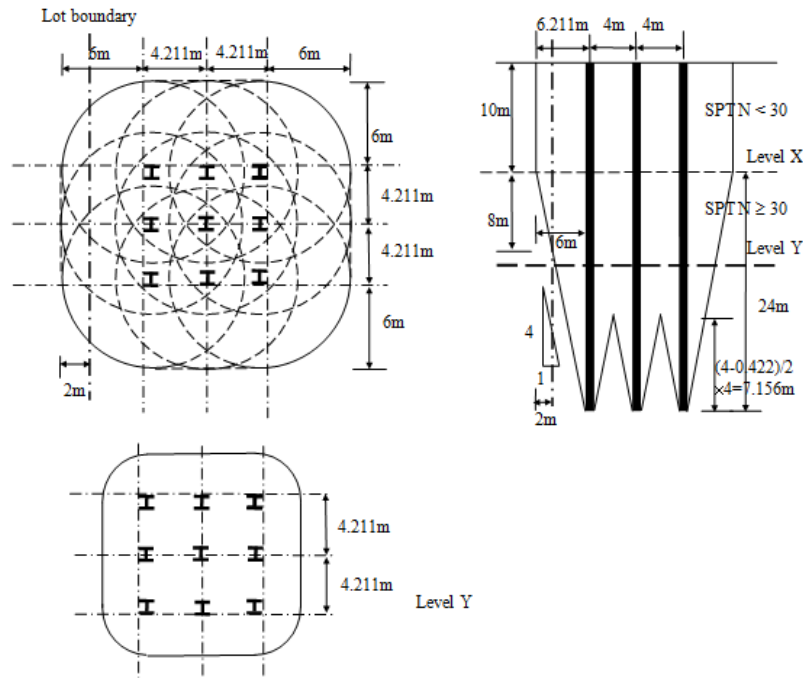 Lot boundary
6m
4.211m
4.211m
6m
6m
4.211m
4.211m
6m
2m
6.211m
4m
4m
10m
SPTN < 30
Level X
8m
SPTN ≥ 30
6m
Level Y
24m
4
1
(4-0.422)/2
×4=7.156m
2m
4.211m
4.211m
Level Y